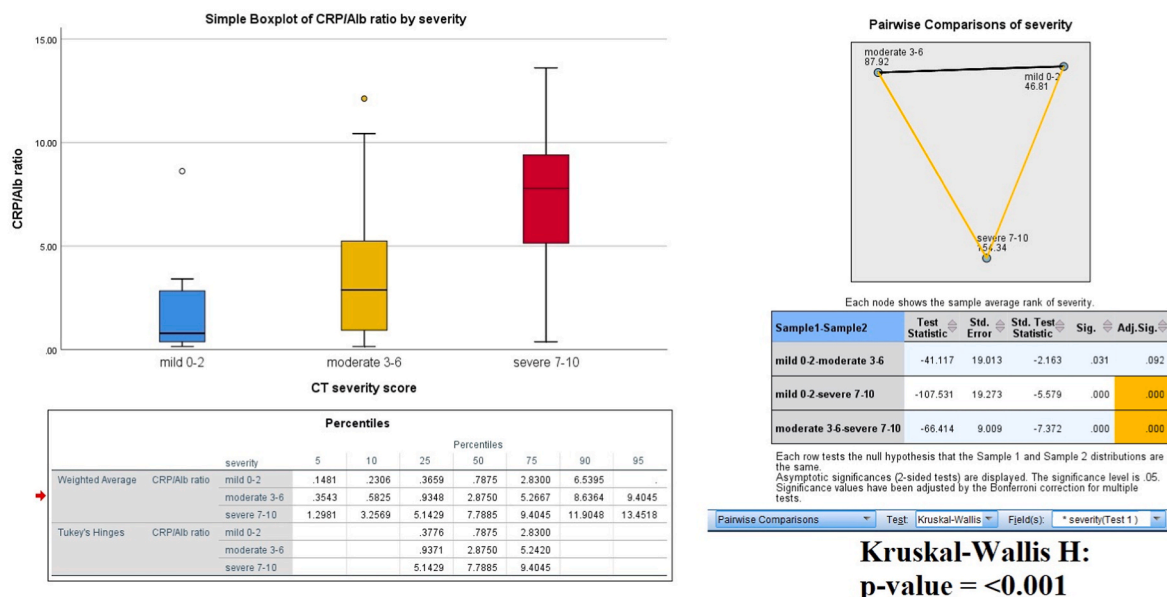 Simple Boxplot of CRP/Alb ratio by severity
15.00
10.00
5.00
.00
CRP/Alb ratio
mild 0-2
moderate 3-6
severe 7-10
CT severity score
Percentiles
Percentiles
severity 5 10 25 50 75 90 95
Weighted Average CRP/Alb ratio mild 0-2 .1481 .2306 .3659 .7875 2.8300 6.5395 .
moderate 3-6 .3543 .5825 .9348 2.8750 5.2667 8.6364 9.4045
severe 7-10 1.2981 3.2569 5.1429 7.7885 9.4045 11.9048 13.4518
Tukey's Hinges CRP/Alb ratio mild 0-2 .3776 .7875 2.8300
moderate 3-6 .9371 2.8750 5.2420
severe 7-10 5.1429 7.7885 9.4045
Pairwise Comparisons of severity
moderate 3-6
87.92
mild 0-2
46.81
severe 7-10
154.34
Each node shows the sample average rank of severity.
Sample1-Sample2 Test Statistic Std. Error Std. Test Statistic Sig. Adj.Sig.
mild 0-2-moderate 3-6 -41.117 19.013 -2.163 .031 .092
mild 0-2-severe 7-10 -107.531 19.273 -5.579 .000 .000
moderate 3-6-severe 7-10 -66.414 9.009 -7.372 .000 .000
Each row tests the null hypothesis that the Sample 1 and Sample 2 distributions are
the same.
Asymptotic significances (2-sided tests) are displayed. The significance level is .05.
Significance values have been adjusted by the Bonferroni correction for multiple
tests.
Pairwise Comparisons Test: Kruskal-Wallis Field(s): * severity(Test 1 )
Kruskal-Wallis H:
p-value = <0.001